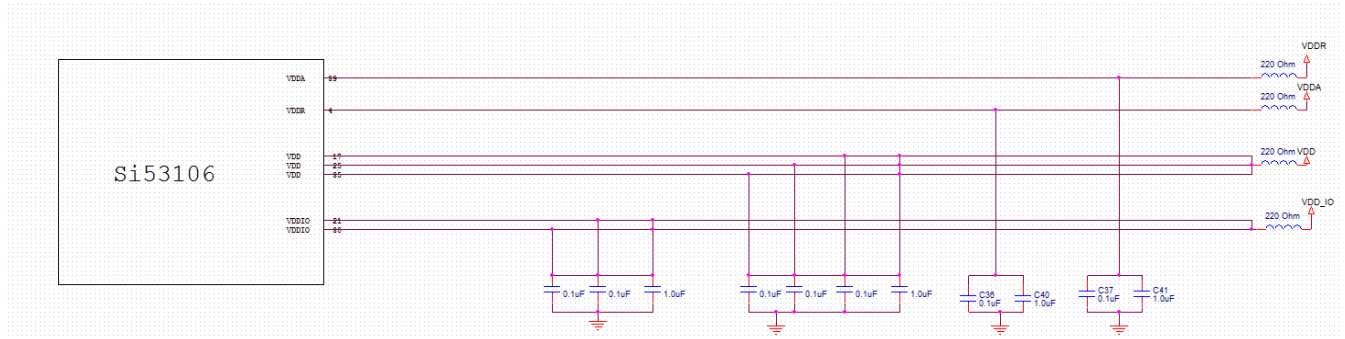 VDDR
220 Ohm
VDDA 39
VDDA
220 Ohm
VDDR 4
VDD 17
220 Ohm VDD
Si53106
VDD 25
VDD 35
VDD_IO
220 Ohm
VDDIO 21
VDDIO 30
0.1uF 0.1uF 1.0uF
0.1uF 0.1uF 0.1uF 1.0uF
C36
0.1uF
C40
1.0uF
C37
0.1uF
C41
1.0uF